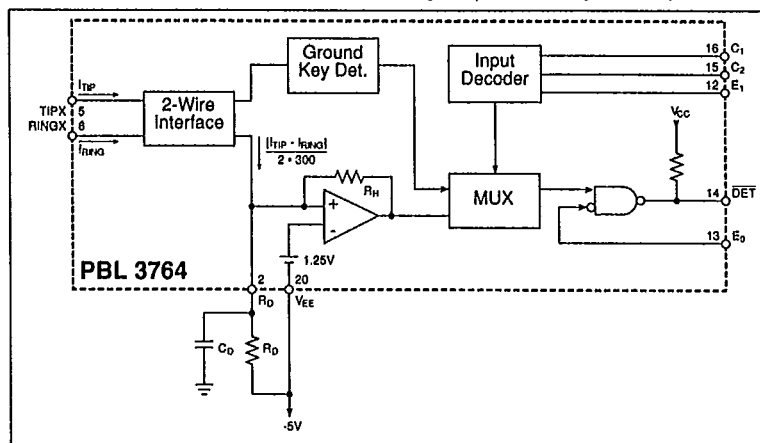 Ground
Key Det.
Input
Decoder
16 C1
15 C2
12 E1
ITIP
TIPX 5
RINGX 6
IRING
2-Wire
Interface
|ITIP - IRING|
2 • 300
RH
+
-
1.25V
MUX
VCC
14 DET
13 E0
PBL 3764
2
RD
20
VEE
CD
RD
-5V